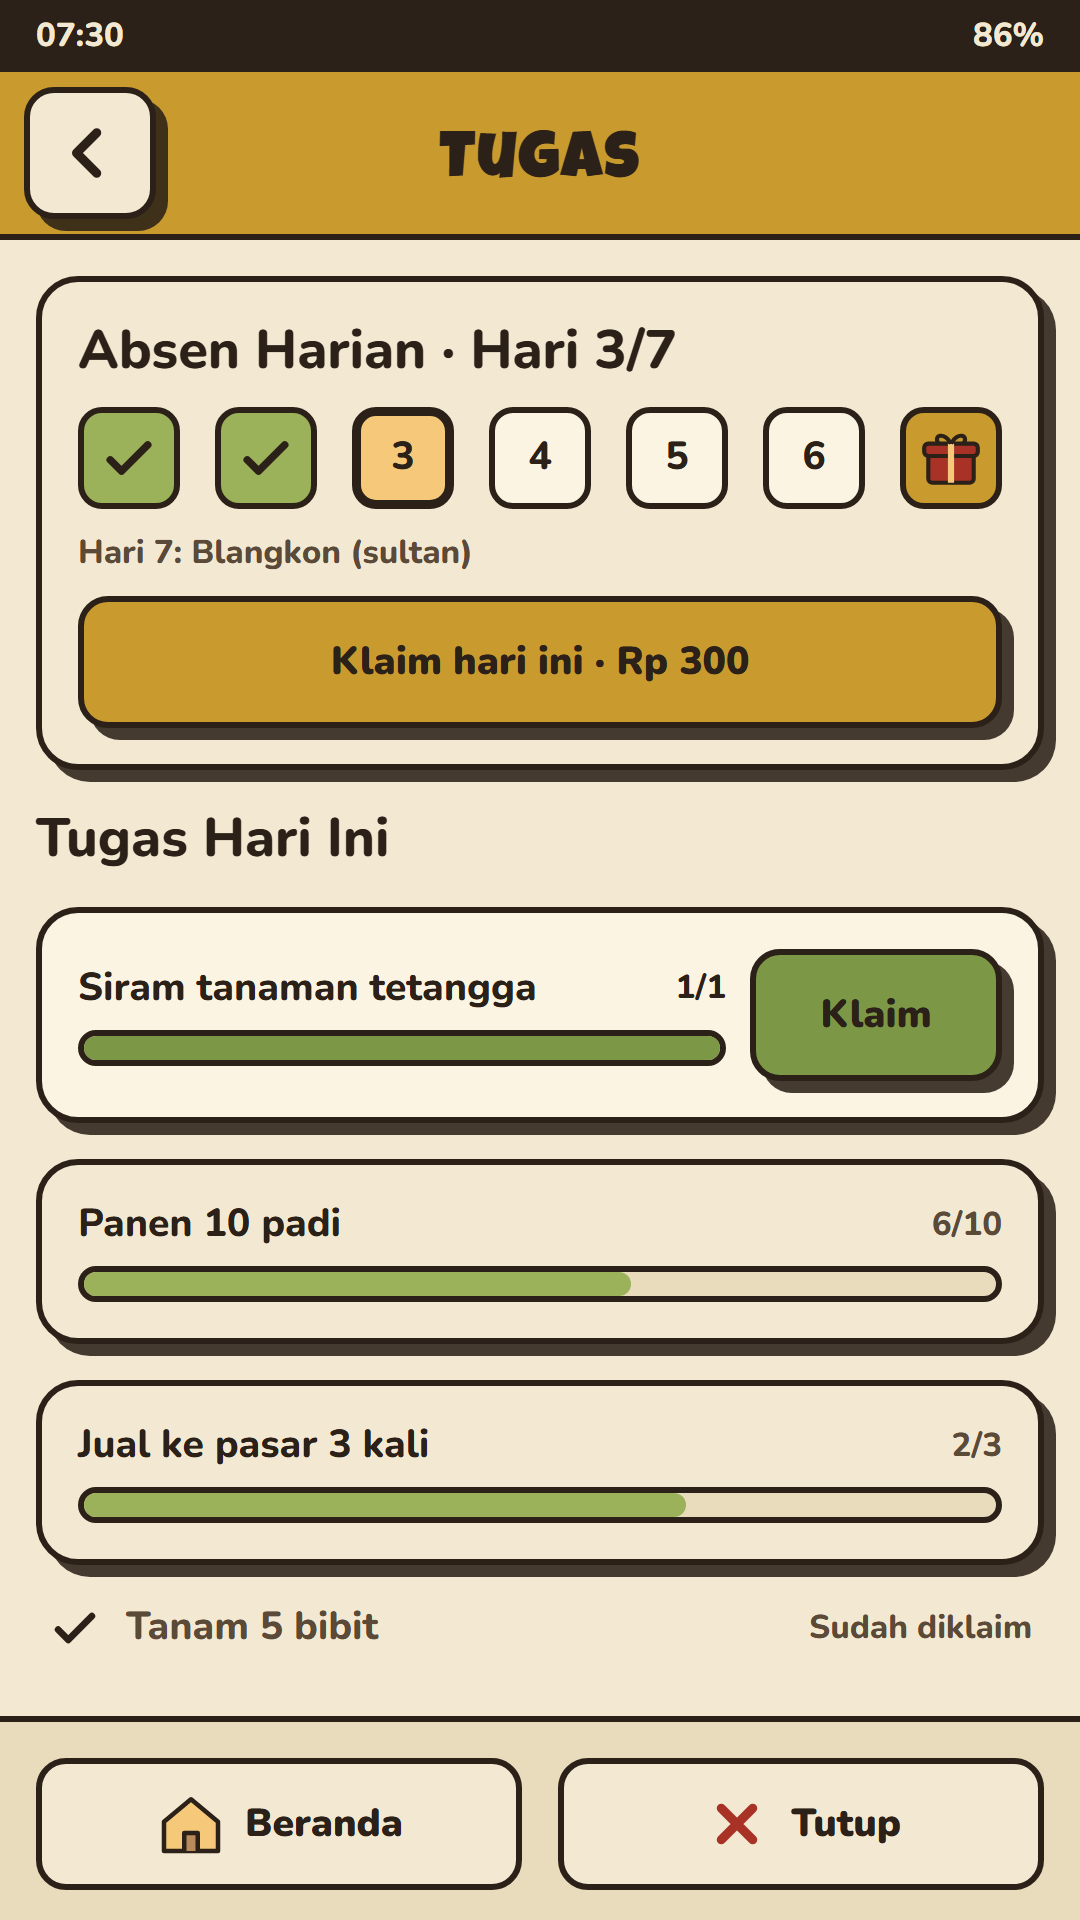 07:30 86%
TUGAS
Absen Harian · Hari 3/7
3 4 5 6
Hari 7: Blangkon (sultan)
Klaim hari ini · Rp 300
Tugas Hari Ini
Siram tanaman tetangga 1/1
Klaim
Panen 10 padi 6/10
Jual ke pasar 3 kali 2/3
Tanam 5 bibit Sudah diklaim
Beranda Tutup